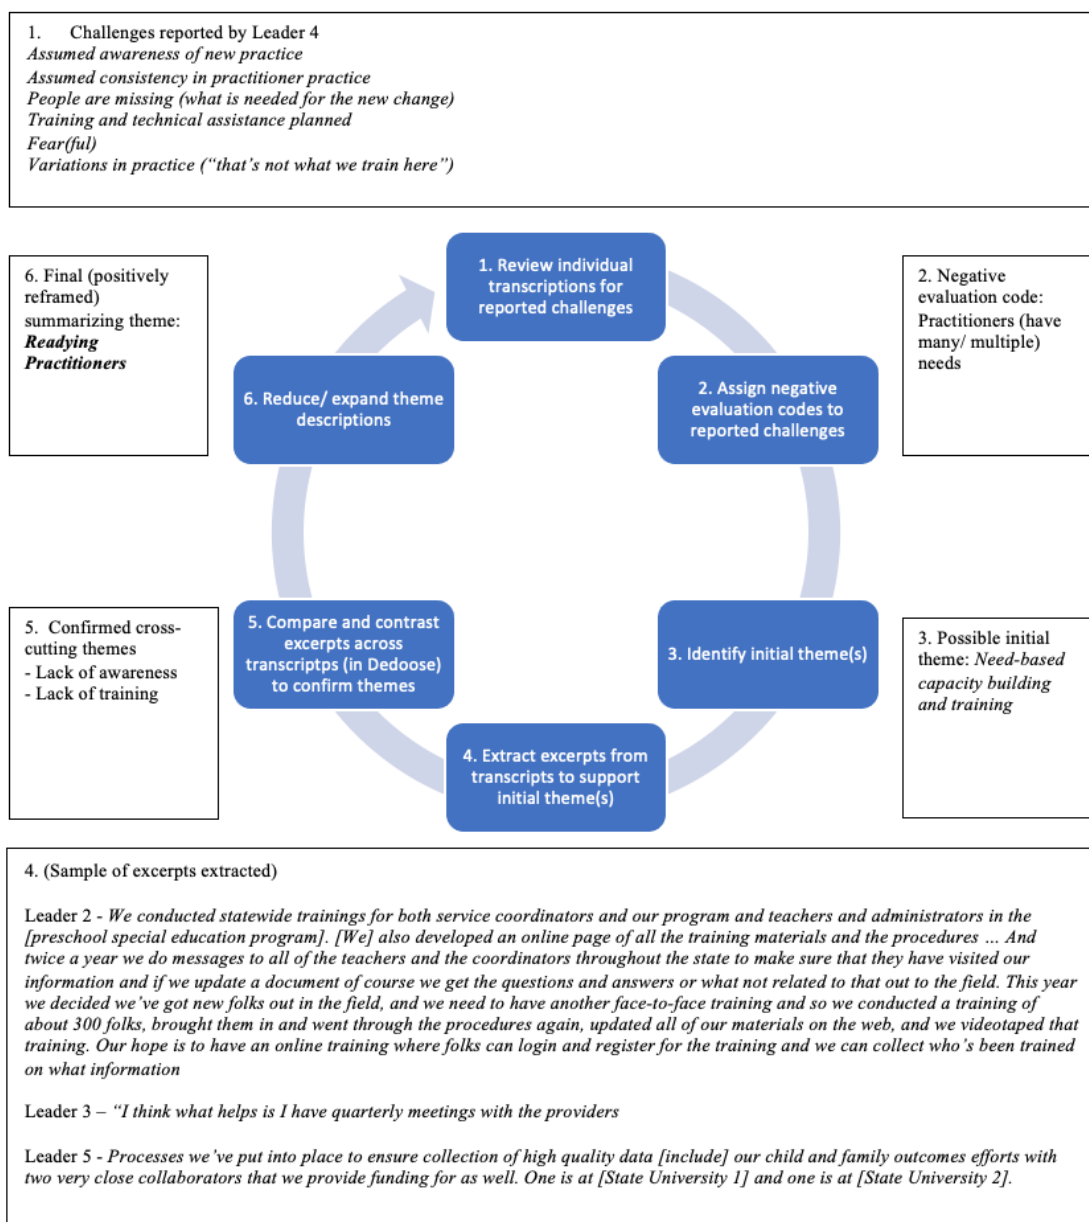 1. Challenges reported by Leader 4
Assumed awareness of new practice
Assumed consistency in practitioner practice
People are missing (what is needed for the new change)
Training and technical assistance planned
Fear(ful)
Variations in practice (“that’s not what we train here”)
1. Review individual
transcriptions for
reported challenges
6. Final (positively
reframed)
summarizing theme:
Readying
Practitioners
2. Negative
evaluation code:
Practitioners (have
many/ multiple)
needs
6. Reduce/ expand theme
descriptions
2. Assign negative
evaluation codes to
reported challenges
5. Confirmed cross-
cutting themes
- Lack of awareness
- Lack of training
5. Compare and contrast
excerpts across
transcriptps (in Dedoose)
to confirm themes
3. Identify initial theme(s)
3. Possible initial
theme: Need-based
capacity building
and training
4. Extract excerpts from
transcripts to support
initial theme(s)
4. (Sample of excerpts extracted)
Leader 2 - We conducted statewide trainings for both service coordinators and our program and teachers and administrators in the
[preschool special education program]. [We] also developed an online page of all the training materials and the procedures … And
twice a year we do messages to all of the teachers and the coordinators throughout the state to make sure that they have visited our
information and if we update a document of course we get the questions and answers or what not related to that out to the field. This year
we decided we’ve got new folks out in the field, and we need to have another face-to-face training and so we conducted a training of
about 300 folks, brought them in and went through the procedures again, updated all of our materials on the web, and we videotaped that
training. Our hope is to have an online training where folks can login and register for the training and we can collect who’s been trained
on what information
Leader 3 – “I think what helps is I have quarterly meetings with the providers
Leader 5 - Processes we’ve put into place to ensure collection of high quality data [include] our child and family outcomes efforts with
two very close collaborators that we provide funding for as well. One is at [State University 1] and one is at [State University 2].